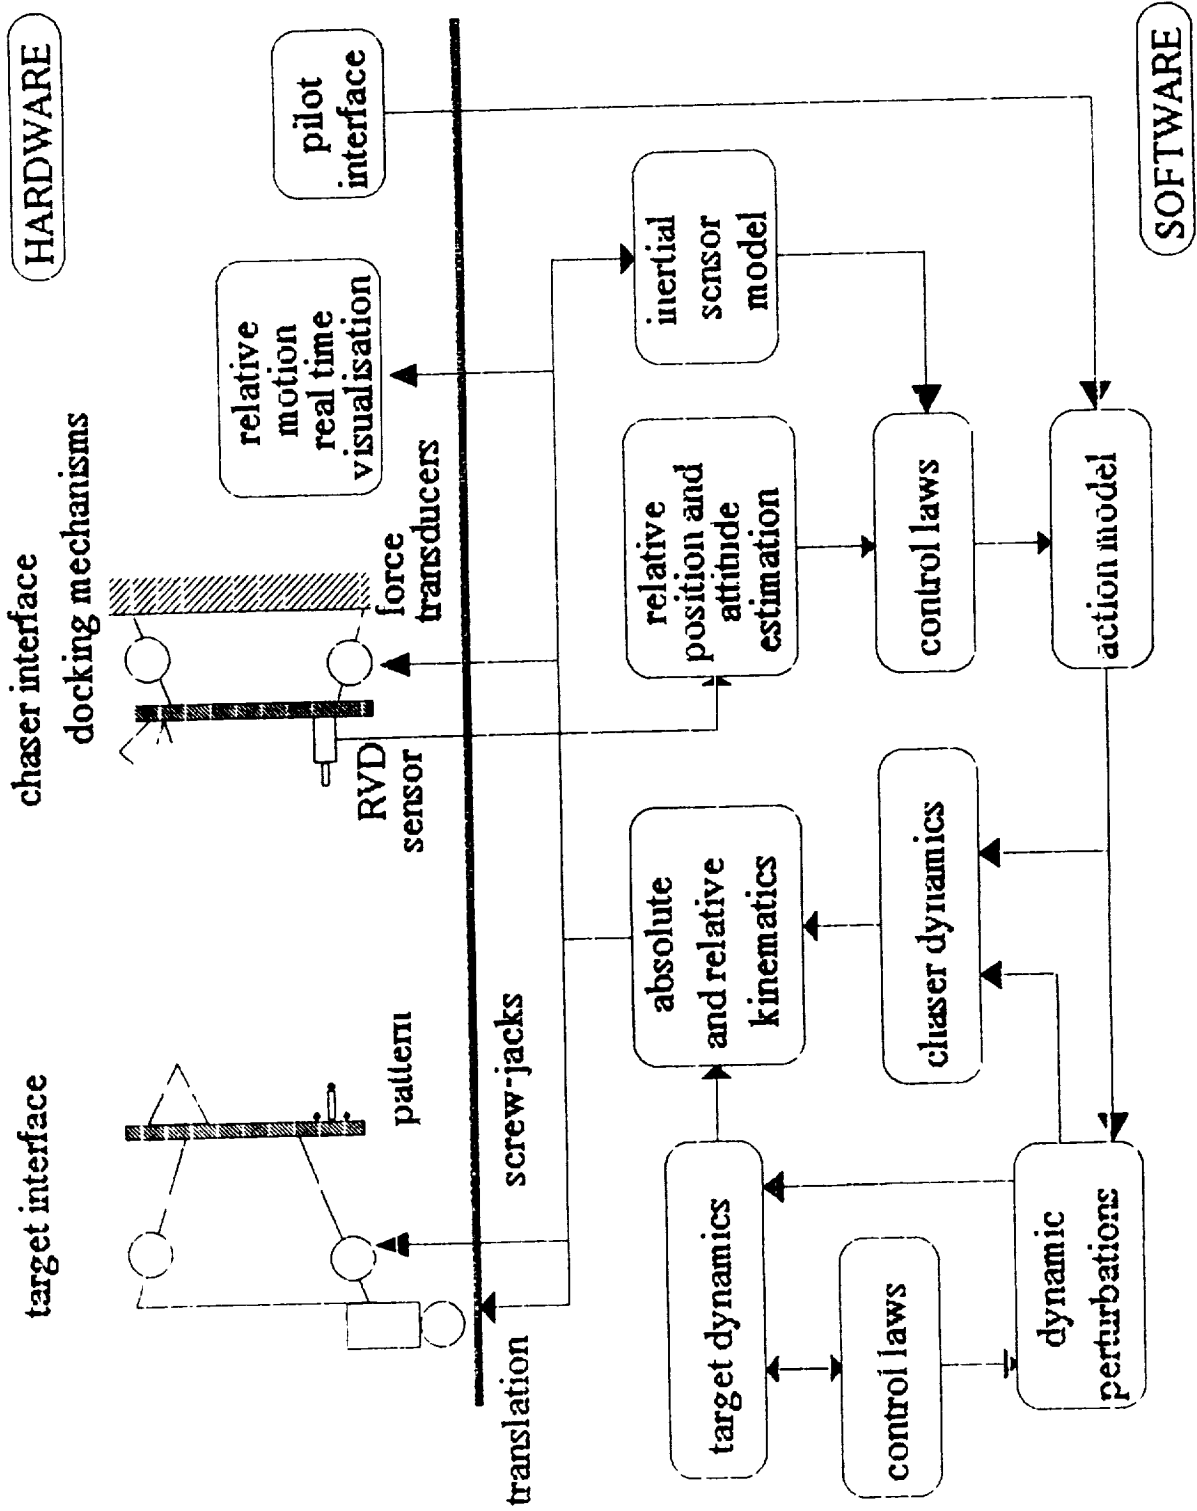 HARDWARE
target interface
chaser interface
docking mechanisms
relative
motion
real time
visualisation
pilot
interface
pattern
RVD
sensor
force
transducers
translation
screw-jacks
target dynamics
absolute
and relative
kinematics
relative
position and
attitude
estimation
inertial
sensor
model
control laws
chaser dynamics
control laws
dynamic
perturbations
action model
SOFTWARE